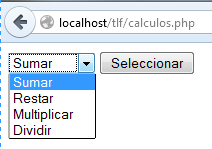 localhost/tlf/calculos.php
Sumar Seleccionar
Sumar
Restar
Multiplicar
Dividir